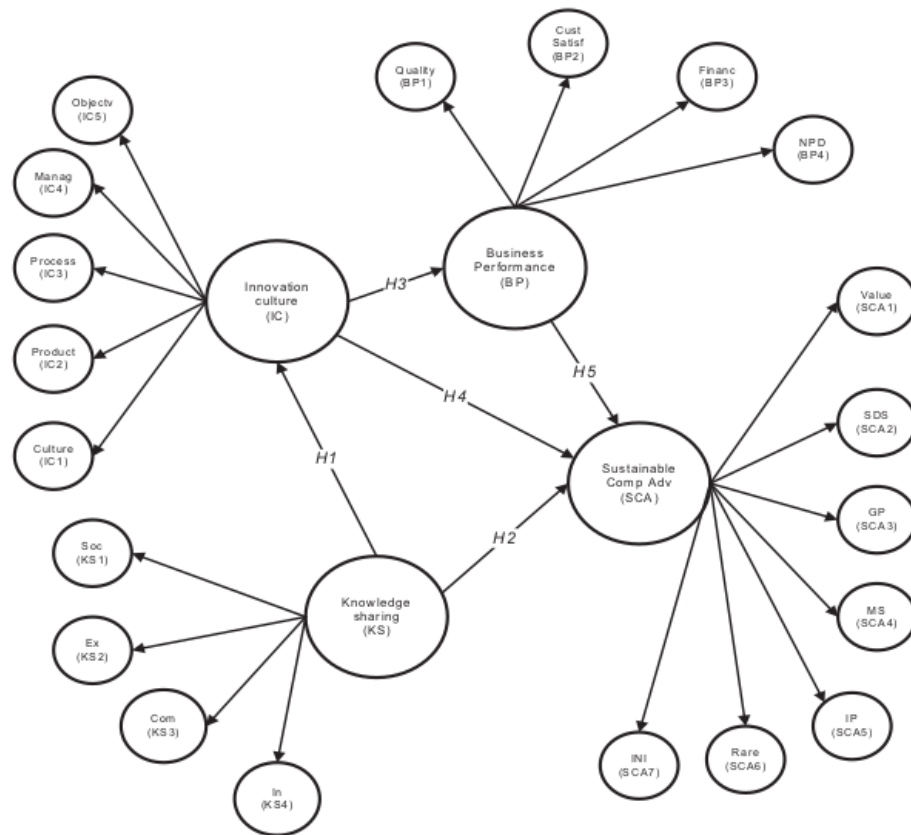 Cust
Satisf
(BP2)
Quality
(BP1)
Financ
(BP3)
Objectv
(IC5)
NPD
(BP4)
Manag
(IC4)
Process
(IC3)
Business
Performance
(BP)
Innovation
culture
(IC)
H3
Value
(SCA1)
Product
(IC2)
H5
H4
SDS
(SCA2)
Culture
(IC1)
H1
Sustainable
Comp Adv
(SCA)
GP
(SCA3)
Soc
(KS1)
H2
Knowledge
sharing
(KS)
MS
(SCA4)
Ex
(KS2)
Com
(KS3)
IP
(SCA5)
Rare
(SCA6)
INI
(SCA7)
In
(KS4)